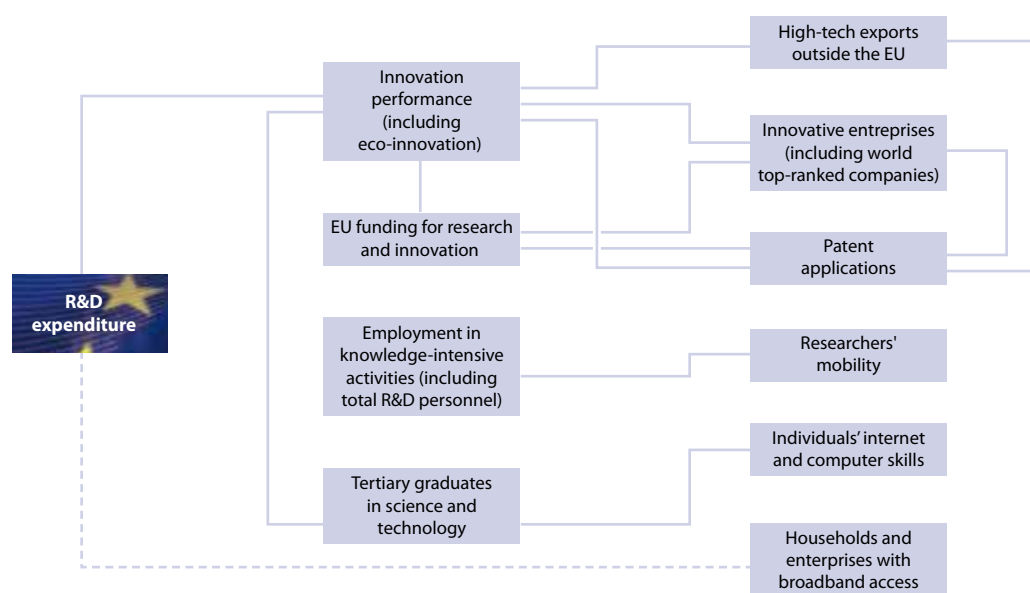 High-tech exports
outside the EU
Innovation
performance
(including
eco-innovation)
Innovative entreprises
(including world
top-ranked companies)
EU funding for research
and innovation
Patent
applications
R&D
expenditure
Employment in
knowledge-intensive
activities (including
total R&D personnel)
Researchers'
mobility
Individuals' internet
and computer skills
Tertiary graduates
in science and
technology
Households and
enterprises with
broadband access